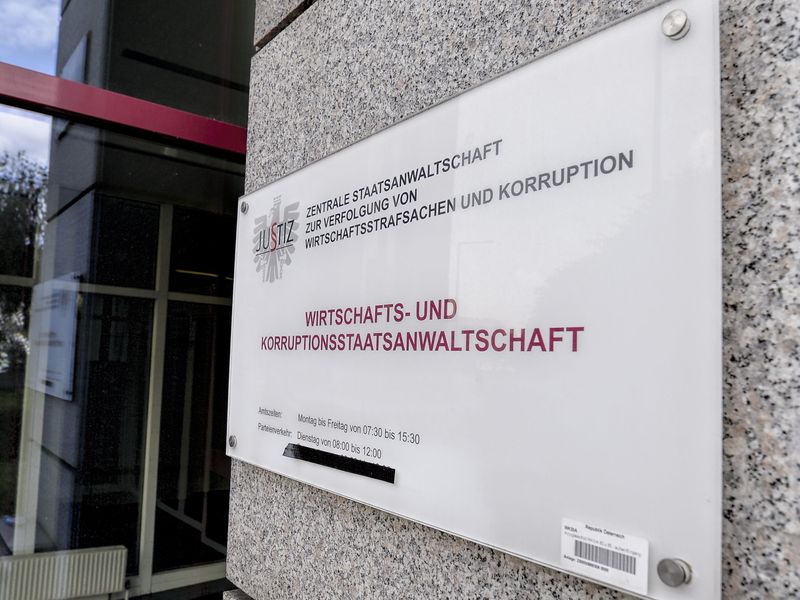 ZENTRALE STAATSANWALTSCHAFT
ZUR VERFOLGUNG VON
WIRTSCHAFTSSTRAFSACHEN UND KORRUPTION
JUSTIZ
WIRTSCHAFTS- UND
KORRUPTIONSSTAATSANWALTSCHAFT
Amtszeiten: Montag bis Freitag von 07:30 bis 15:30
Parteienverkehr: Dienstag von 08:00 bis 12:00
WKStA Republik Österreich